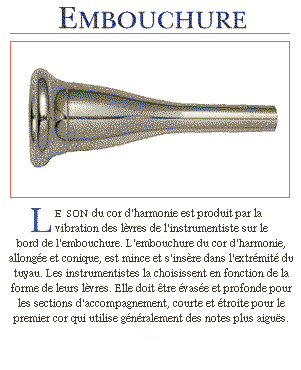 EMBOUCHURE
LE SON du cor d'harmonie est produit par la
vibration des lèvres de l'instrumentiste sur le
bord de l'embouchure. L'embouchure du cor d'harmonie,
allongée et conique, est mince et s'insère dans l'extrémité du
tuyau. Les instrumentistes la choisissent en fonction de la
forme de leurs lèvres. Elle doit être évasée et profonde pour
les sections d'accompagnement, courte et étroite pour le
premier cor qui utilise généralement des notes plus aiguës.